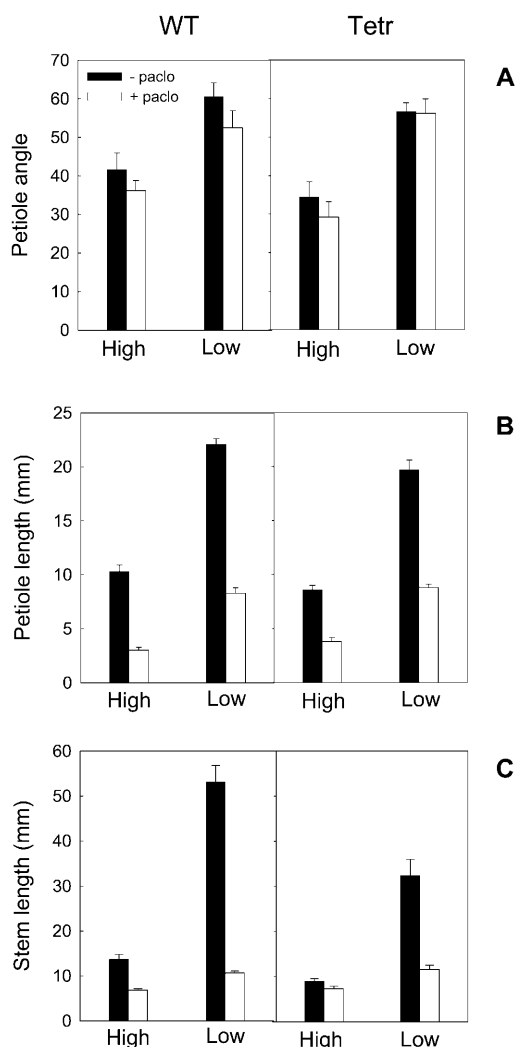 WT Tetr
A
Petiole angle
70
60
50
40
30
20
10
0
- paclo
+ paclo
High Low High Low
B
Petiole length (mm)
25
20
15
10
5
0
High Low High Low
C
Stem length (mm)
60
50
40
30
20
10
0
High Low High Low